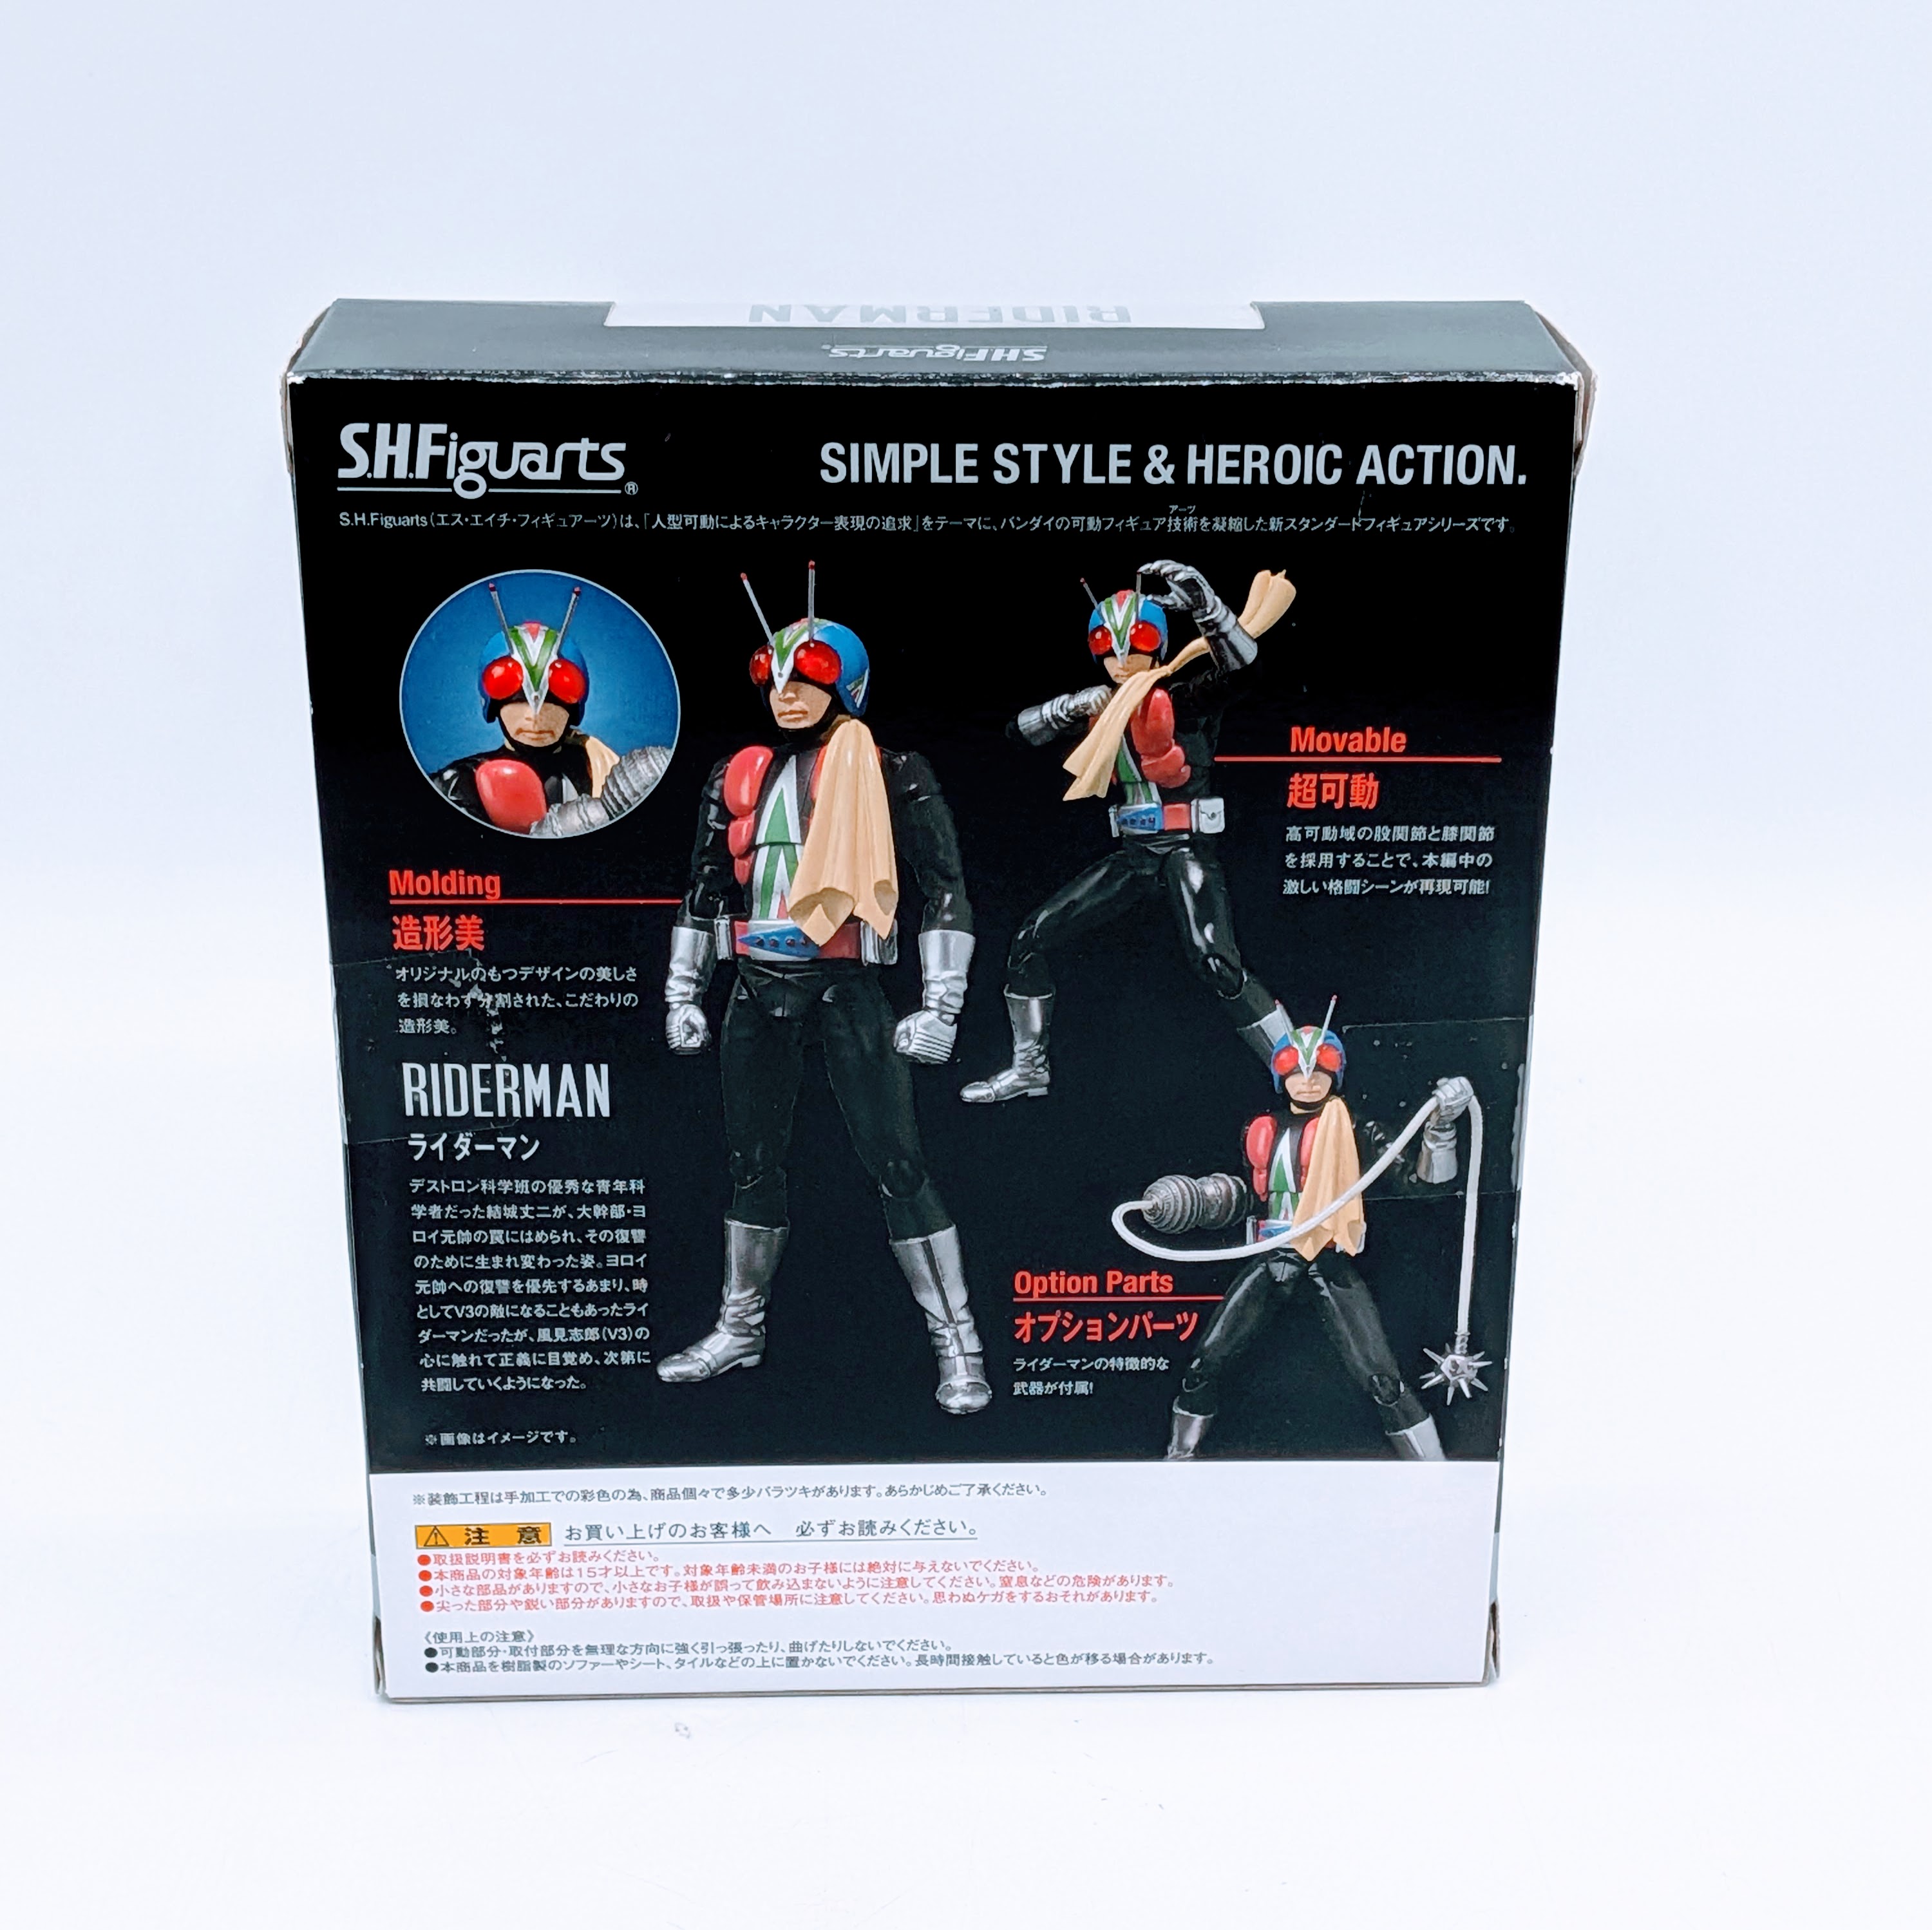 RIDERMAN
S.H.Figuarts
S.H.Figuarts®
SIMPLE STYLE & HEROIC ACTION.
アーツ
S.H.Figuarts(エス・エイチ・フィギュアーツ)は、「人型可動によるキャラクター表現の追求」をテーマに、バンダイの可動フィギュア技術を凝縮した新スタンダードフィギュアシリーズです。
Movable
超可動
高可動域の股関節と膝関節
を採用することで、本編中の
激しい格闘シーンが再現可能!
Molding
造形美
オリジナルのもつデザインの美しさ
を損なわず分割された、こだわりの
造形美。
RIDERMAN
ライダーマン
デストロン科学班の優秀な青年科
学者だった結城丈二が、大幹部・ヨ
ロイ元帥の罠にはめられ、その復讐
のために生まれ変わった姿。ヨロイ
元帥への復讐を優先するあまり、時
としてV3の敵になることもあったライ
ダーマンだったが、風見志郎(V3)の
心に触れて正義に目覚め、次第に
共闘していくようになった。
※画像はイメージです。
Option Parts
オプションパーツ
ライダーマンの特徴的な
武器が付属!
※装飾工程は手加工での彩色の為、商品個々で多少バラツキがあります。あらかじめご了承ください。
⚠注意 お買い上げのお客様へ 必ずお読みください。
●取扱説明書を必ずお読みください。
●本商品の対象年齢は15才以上です。対象年齢未満のお子様には絶対に与えないでください。
●小さな部品がありますので、小さなお子様が誤って飲み込まないように注意してください。窒息などの危険があります。
●尖った部分や鋭い部分がありますので、取扱や保管場所に注意してください。思わぬケガをするおそれがあります。
《使用上の注意》
●可動部分・取付部分を無理な方向に強く引っ張ったり、曲げたりしないでください。
●本商品を樹脂製のソファーやシート、タイルなどの上に置かないでください。長時間接触していると色が移る場合があります。